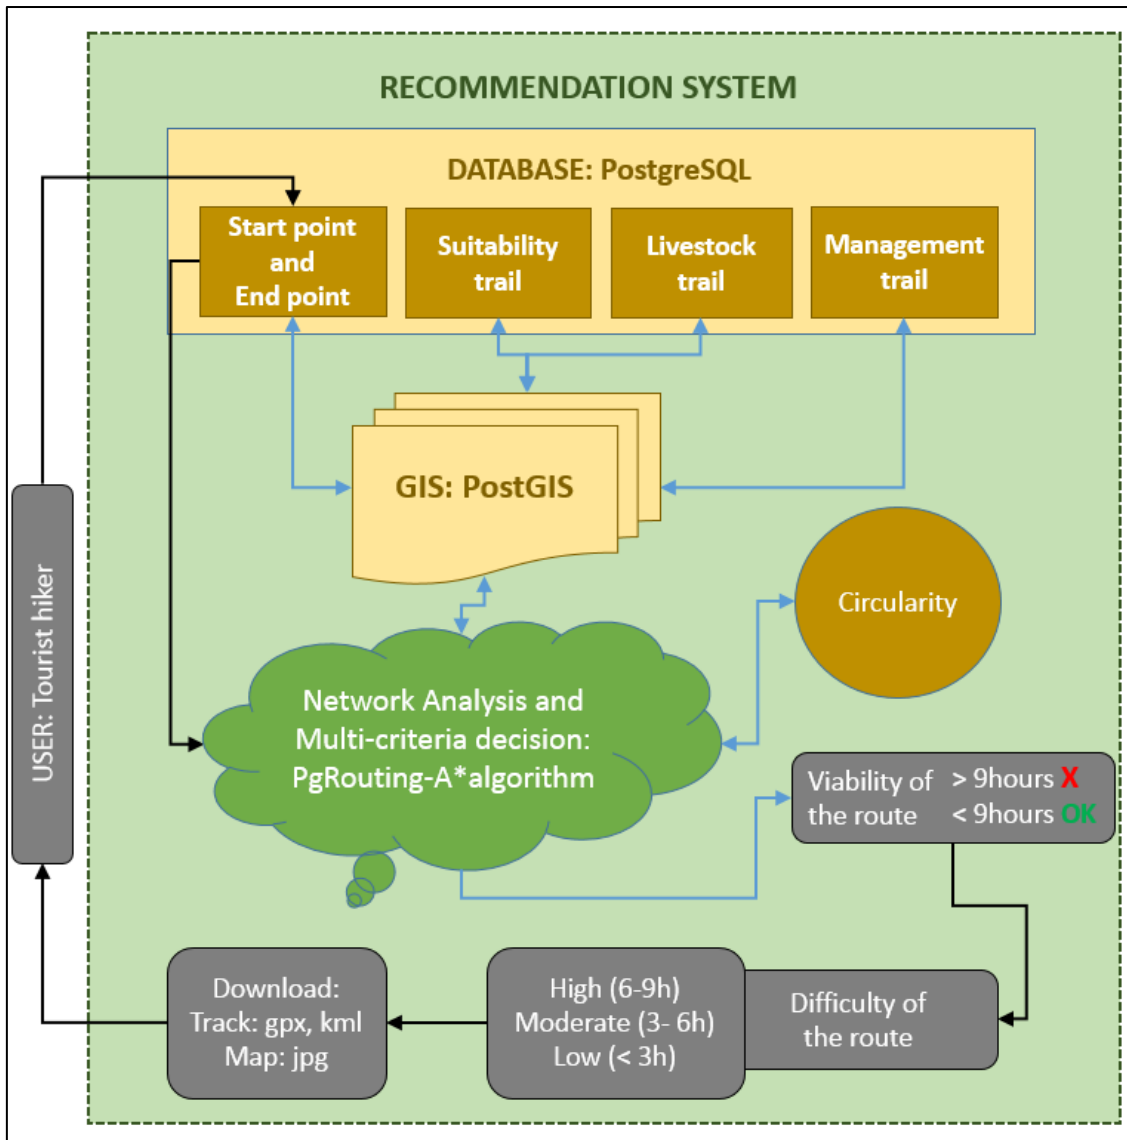 RECOMMENDATION SYSTEM
DATABASE: PostgreSQL
Start point
and
End point
Suitability
trail
Livestock
trail
Management
trail
GIS: PostGIS
USER: Tourist hiker
Circularity
Network Analysis and
Multi-criteria decision:
PgRouting-A*algorithm
Viability of
the route
> 9hours X
< 9hours OK
Download:
Track: gpx, kml
Map: jpg
High (6-9h)
Moderate (3- 6h)
Low (< 3h)
Difficulty of
the route